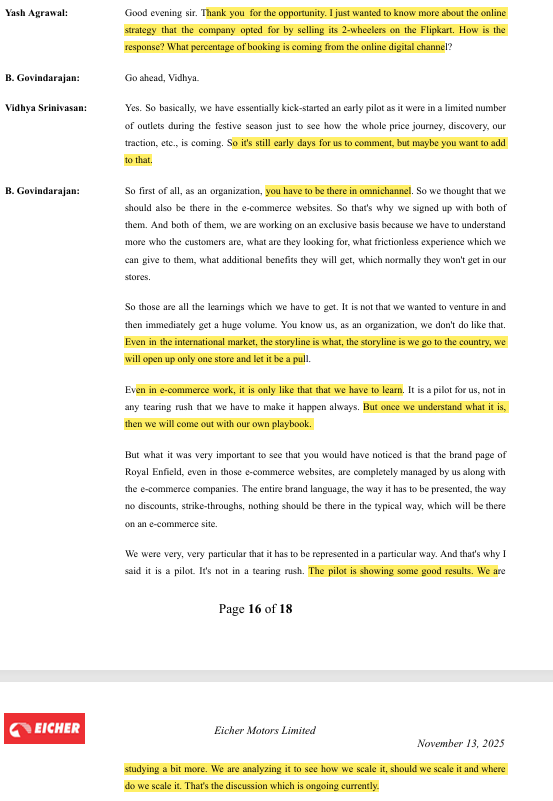 Yash Agrawal: Good evening sir. Thank you for the opportunity. I just wanted to know more about the online
strategy that the company opted for by selling its 2-wheelers on the Flipkart. How is the
response? What percentage of booking is coming from the online digital channel?
B. Govindarajan: Go ahead, Vidhya.
Vidhya Srinivasan: Yes. So basically, we have essentially kick-started an early pilot as it were in a limited number
of outlets during the festive season just to see how the whole price journey, discovery, our
traction, etc., is coming. So it's still early days for us to comment, but maybe you want to add
to that.
B. Govindarajan: So first of all, as an organization, you have to be there in omnichannel. So we thought that we
should also be there in the e-commerce websites. So that's why we signed up with both of
them. And both of them, we are working on an exclusive basis because we have to understand
more who the customers are, what are they looking for, what frictionless experience which we
can give to them, what additional benefits they will get, which normally they won't get in our
stores.
So those are all the learnings which we have to get. It is not that we wanted to venture in and
then immediately get a huge volume. You know us, as an organization, we don't do like that.
Even in the international market, the storyline is what, the storyline is we go to the country, we
will open up only one store and let it be a pull.
Even in e-commerce work, it is only like that that we have to learn. It is a pilot for us, not in
any tearing rush that we have to make it happen always. But once we understand what it is,
then we will come out with our own playbook.
But what it was very important to see that you would have noticed is that the brand page of
Royal Enfield, even in those e-commerce websites, are completely managed by us along with
the e-commerce companies. The entire brand language, the way it has to be presented, the way
no discounts, strike-throughs, nothing should be there in the typical way, which will be there
on an e-commerce site.
We were very, very particular that it has to be represented in a particular way. And that's why I
said it is a pilot. It's not in a tearing rush. The pilot is showing some good results. We are
Page 16 of 18
EICHER
Eicher Motors Limited
November 13, 2025
studying a bit more. We are analyzing it to see how we scale it, should we scale it and where
do we scale it. That's the discussion which is ongoing currently.